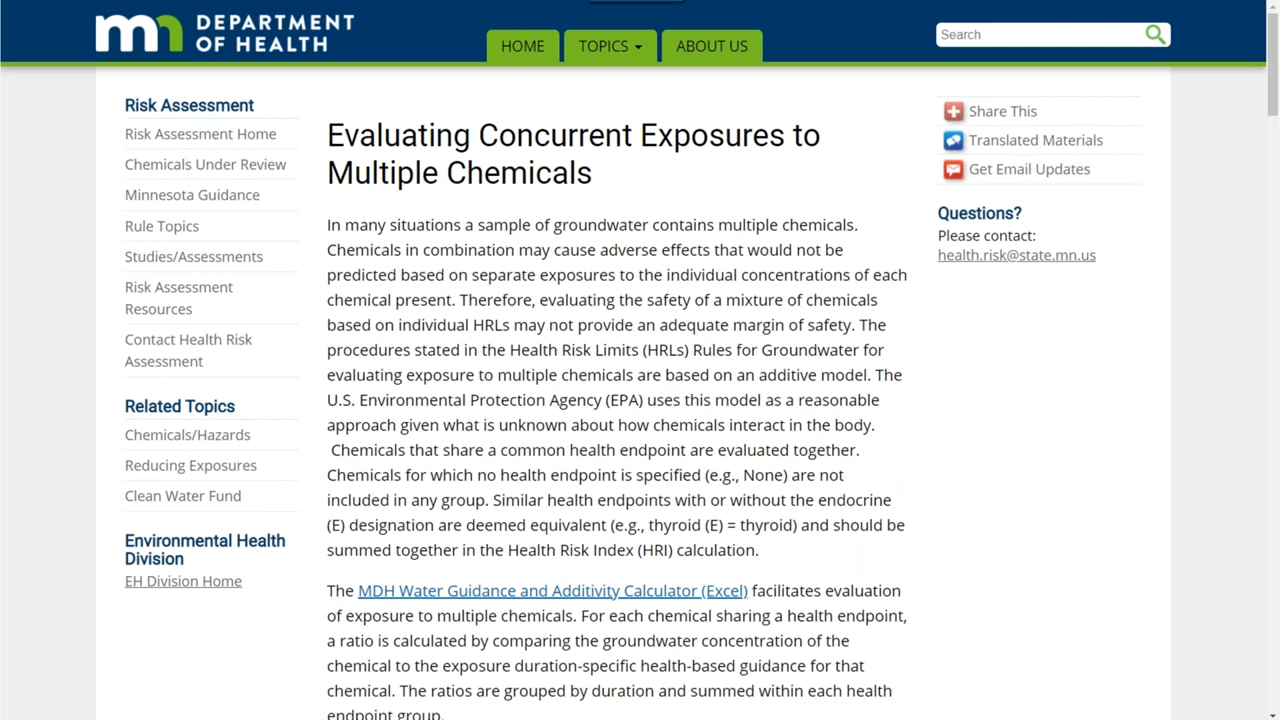 mn DEPARTMENT
OF HEALTH
HOME
TOPICS
ABOUT US
Search
Risk Assessment
Risk Assessment Home
Chemicals Under Review
Minnesota Guidance
Rule Topics
Studies/Assessments
Risk Assessment
Resources
Contact Health Risk
Assessment
Related Topics
Chemicals/Hazards
Reducing Exposures
Clean Water Fund
Environmental Health
Division
EH Division Home
Evaluating Concurrent Exposures to
Multiple Chemicals
In many situations a sample of groundwater contains multiple chemicals.
Chemicals in combination may cause adverse effects that would not be
predicted based on separate exposures to the individual concentrations of each
chemical present. Therefore, evaluating the safety of a mixture of chemicals
based on individual HRLs may not provide an adequate margin of safety. The
procedures stated in the Health Risk Limits (HRLs) Rules for Groundwater for
evaluating exposure to multiple chemicals are based on an additive model. The
U.S. Environmental Protection Agency (EPA) uses this model as a reasonable
approach given what is unknown about how chemicals interact in the body.
Chemicals that share a common health endpoint are evaluated together.
Chemicals for which no health endpoint is specified (e.g., None) are not
included in any group. Similar health endpoints with or without the endocrine
(E) designation are deemed equivalent (e.g., thyroid (E) = thyroid) and should be
summed together in the Health Risk Index (HRI) calculation.
The MDH Water Guidance and Additivity Calculator (Excel) facilitates evaluation
of exposure to multiple chemicals. For each chemical sharing a health endpoint,
a ratio is calculated by comparing the groundwater concentration of the
chemical to the exposure duration-specific health-based guidance for that
chemical. The ratios are grouped by duration and summed within each health
endpoint group.
Share This
Translated Materials
Get Email Updates
Questions?
Please contact:
health.risk@state.mn.us